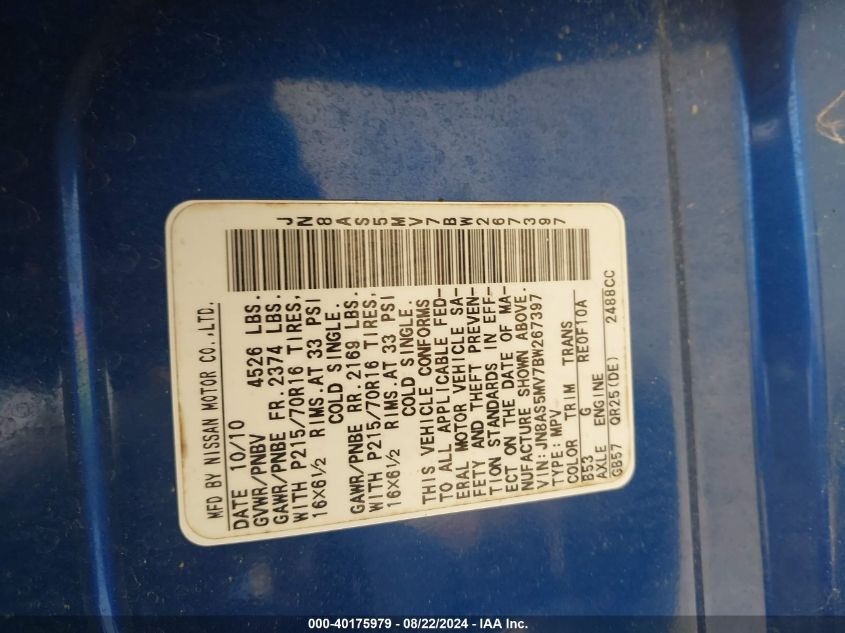 MFD BY NISSAN MOTOR CO.,LTD.
DATE 10/10
GVWR/PNBV 4526 LBS.
GAWR/PNBE FR. 2374 LBS.
WITH P215/70R16 TIRES,
16X6½ RIMS.AT 33 PSI
COLD SINGLE.
GAWR/PNBE RR. 2169 LBS.
WITH P215/70R16 TIRES,
16X6½ RIMS.AT 33 PSI
COLD SINGLE.
THIS VEHICLE CONFORMS
TO ALL APPLICABLE FED-
ERAL MOTOR VEHICLE SA-
FETY AND THEFT PREVEN-
TION STANDARDS IN EFF-
ECT ON THE DATE OF MA-
NUFACTURE SHOWN ABOVE.
VIN: JN8AS5MV7BW267397
TYPE: MPV
COLOR TRIM TRANS
B53 G RE0F10A
AXLE ENGINE
GB57 QR25(DE) 2488CC
JN8AS5MV7BW267397
000-40175979 - 08/22/2024 - IAA Inc.